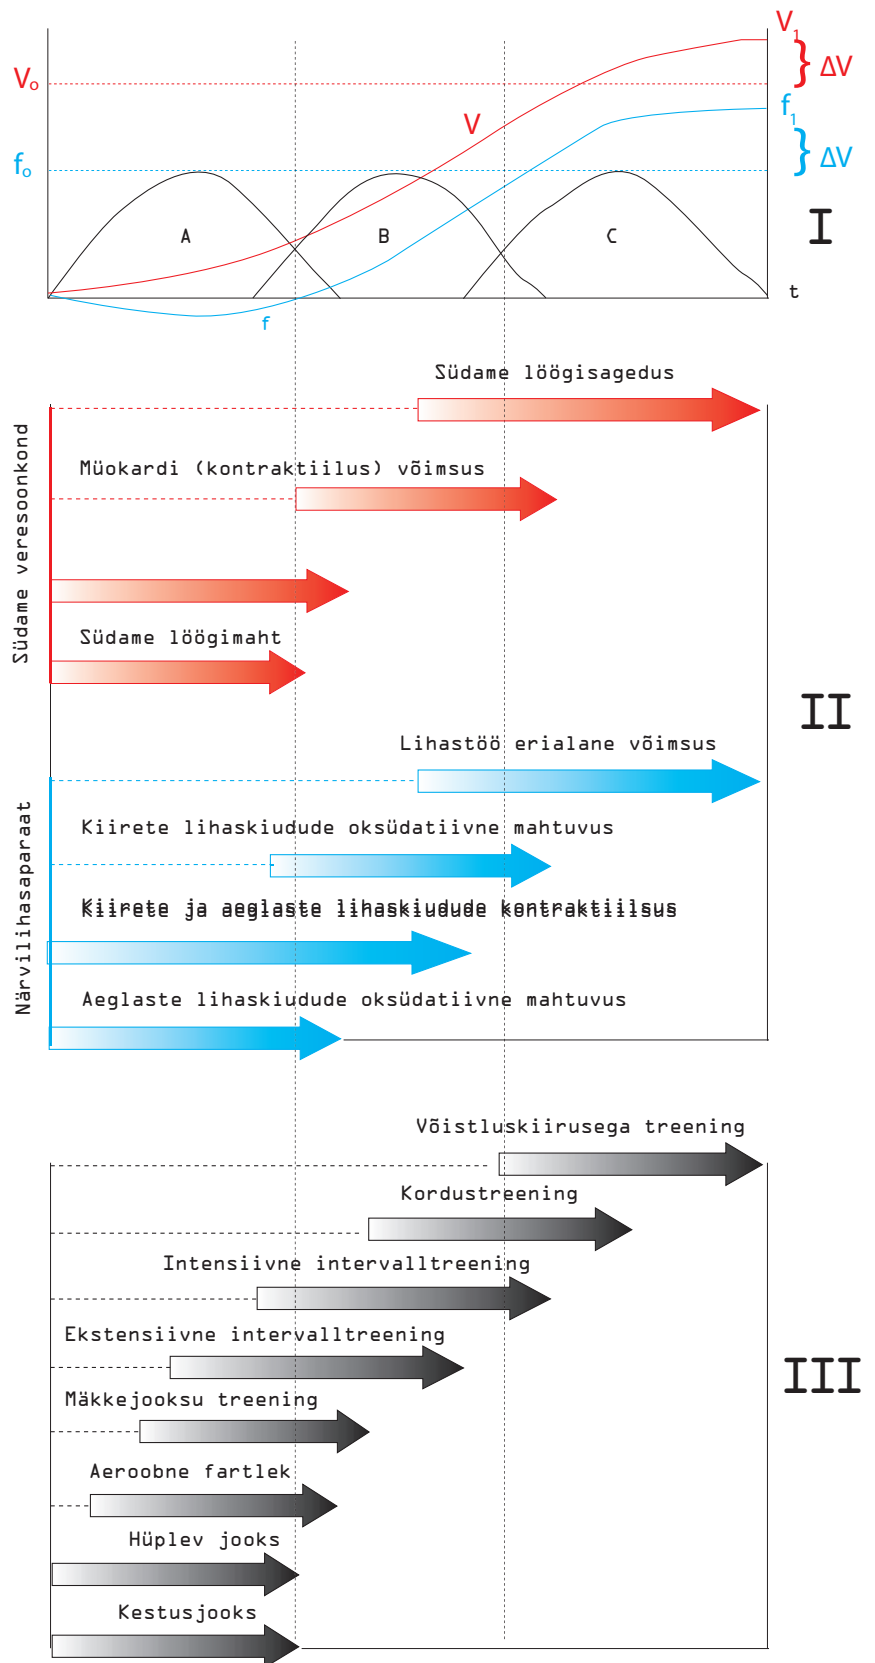 V₁
ΔV
V₀
f₁
V
ΔV
f₀
A
B
C
I
t
f
Südame löögisagedus
Müokardi (kontraktiilus) võimsus
Südame veresoonkond
Südame löögimaht
II
Lihastöö erialane võimsus
Kiirete lihaskiudude oksüdatiivne mahtuvus
Närvilihasaparaat
Kiirete ja aeglaste lihaskiudude kontraktiilsus
Aeglaste lihaskiudude oksüdatiivne mahtuvus
Võistluskiirusega treening
Kordustreening
Intensiivne intervalltreening
Ekstensiivne intervalltreening
III
Mäkkejooksu treening
Aeroobne fartlek
Hüplev jooks
Kestusjooks